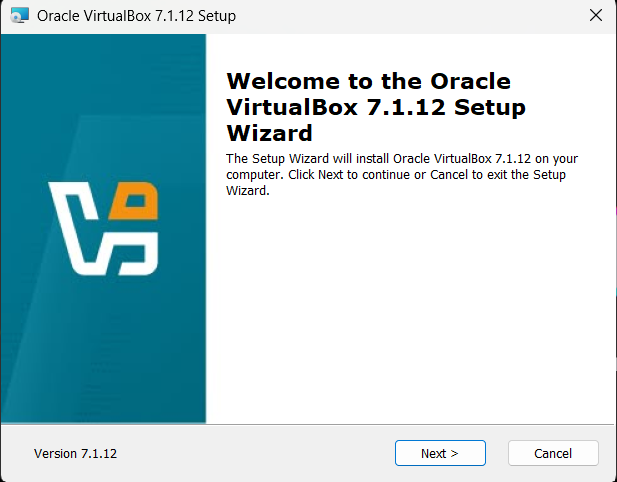 Oracle VirtualBox 7.1.12 Setup
Welcome to the Oracle
VirtualBox 7.1.12 Setup
Wizard
The Setup Wizard will install Oracle VirtualBox 7.1.12 on your
computer. Click Next to continue or Cancel to exit the Setup
Wizard.
Version 7.1.12
Next >
Cancel